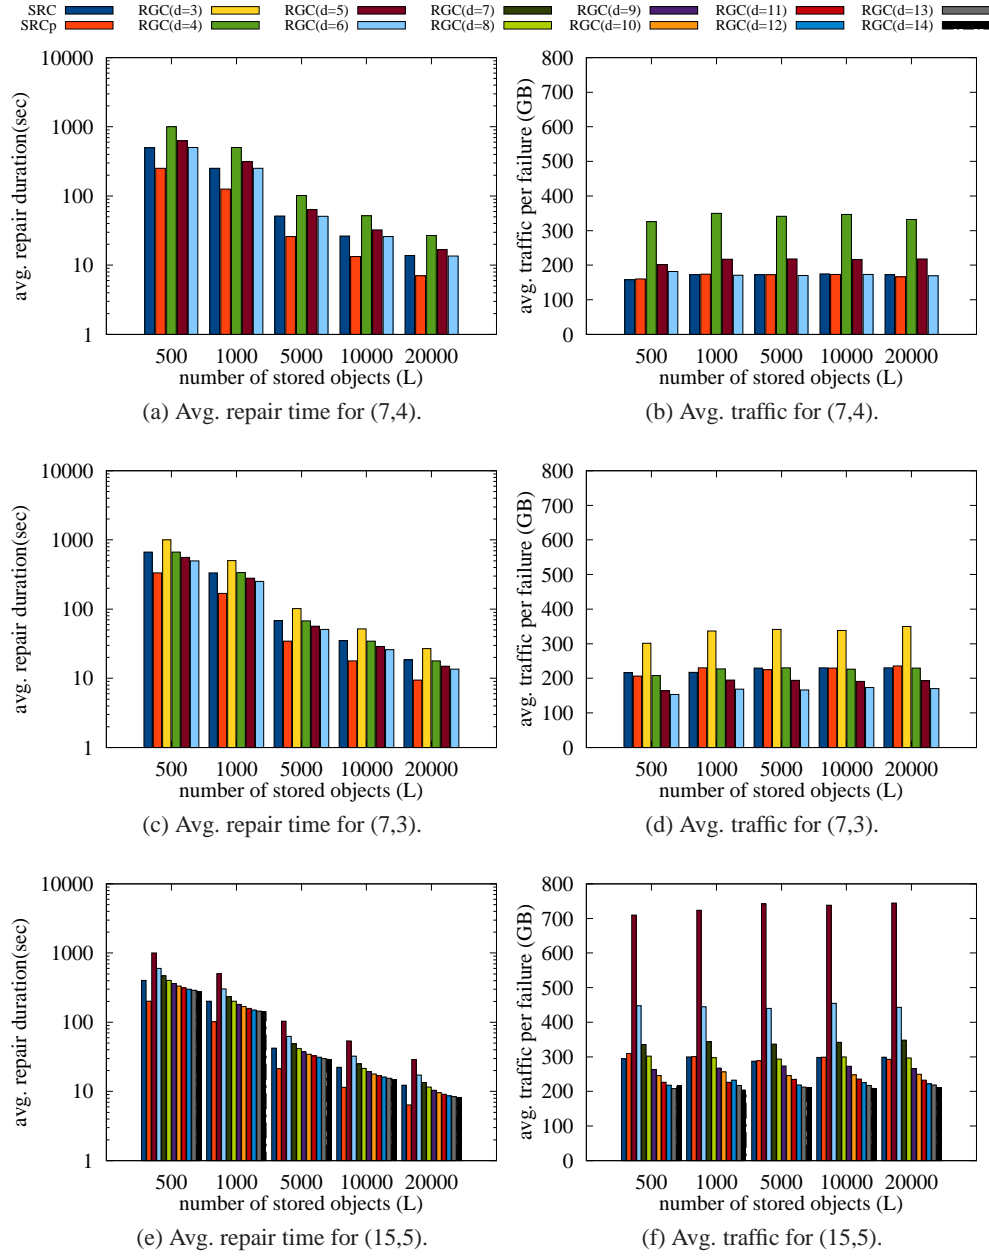 SRC RGC(d=3) RGC(d=5) RGC(d=7) RGC(d=9) RGC(d=11) RGC(d=13)
SRCp RGC(d=4) RGC(d=6) RGC(d=8) RGC(d=10) RGC(d=12) RGC(d=14)
avg. repair duration(sec)
10000
1000
100
10
1
500 1000 5000 10000 20000
number of stored objects (L)
(a) Avg. repair time for (7,4).
avg. traffic per failure (GB)
800
700
600
500
400
300
200
100
0
500 1000 5000 10000 20000
number of stored objects (L)
(b) Avg. traffic for (7,4).
avg. repair duration(sec)
10000
1000
100
10
1
500 1000 5000 10000 20000
number of stored objects (L)
(c) Avg. repair time for (7,3).
avg. traffic per failure (GB)
800
700
600
500
400
300
200
100
0
500 1000 5000 10000 20000
number of stored objects (L)
(d) Avg. traffic for (7,3).
avg. repair duration(sec)
10000
1000
100
10
1
500 1000 5000 10000 20000
number of stored objects (L)
(e) Avg. repair time for (15,5).
avg. traffic per failure (GB)
800
700
600
500
400
300
200
100
0
500 1000 5000 10000 20000
number of stored objects (L)
(f) Avg. traffic for (15,5).